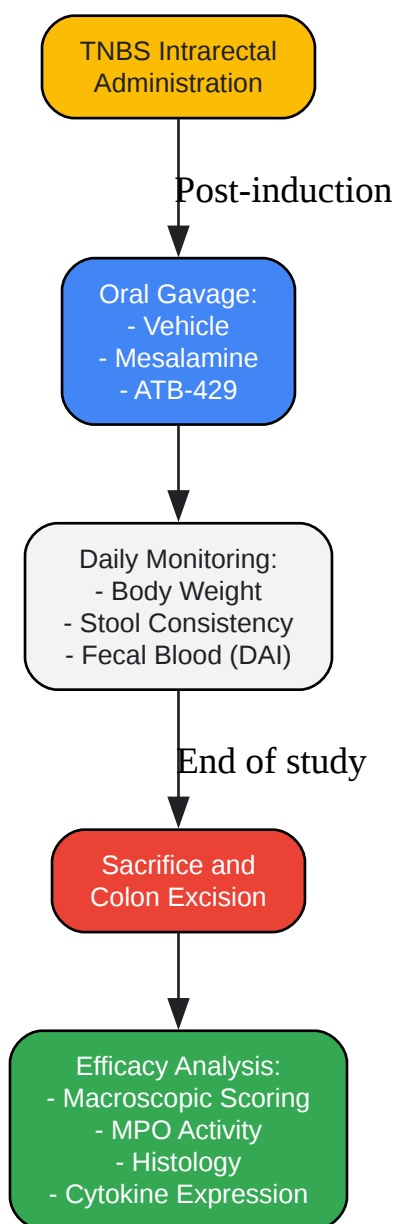 TNBS Intrarectal
Administration
Post-induction
Oral Gavage:
- Vehicle
- Mesalamine
- ATB-429
Daily Monitoring:
- Body Weight
- Stool Consistency
- Fecal Blood (DAI)
End of study
Sacrifice and
Colon Excision
Efficacy Analysis:
- Macroscopic Scoring
- MPO Activity
- Histology
- Cytokine Expression